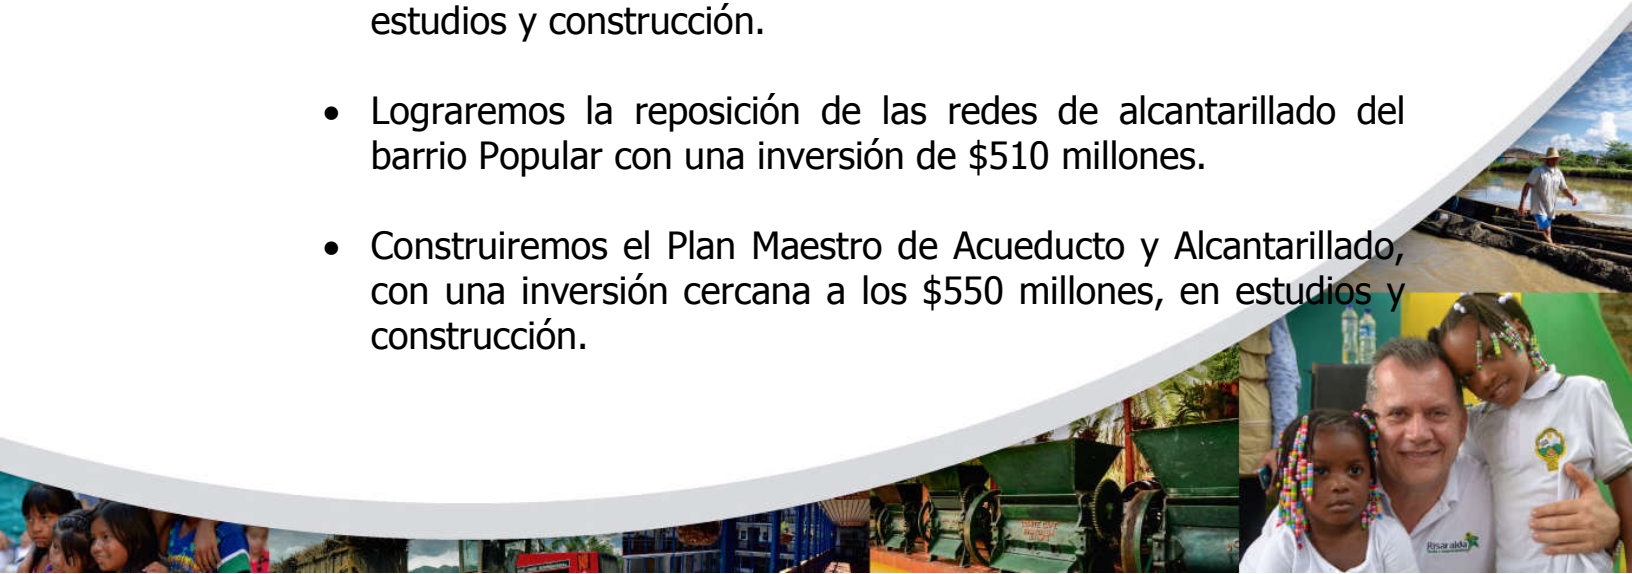 estudios y construcción.
• Lograremos la reposición de las redes de alcantarillado del
barrio Popular con una inversión de $510 millones.
• Construiremos el Plan Maestro de Acueducto y Alcantarillado,
con una inversión cercana a los $550 millones, en estudios y
construcción.
Risaralda